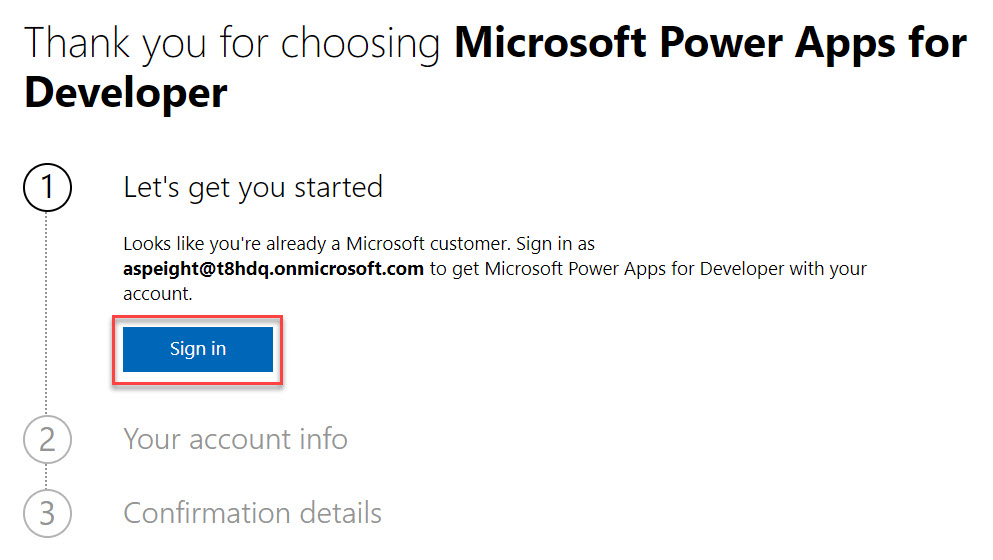 Thank you for choosing Microsoft Power Apps for
Developer
1
Let's get you started
Looks like you're already a Microsoft customer. Sign in as
aspeight@t8hdq.onmicrosoft.com to get Microsoft Power Apps for Developer with your
account.
Sign in
2
Your account info
3
Confirmation details